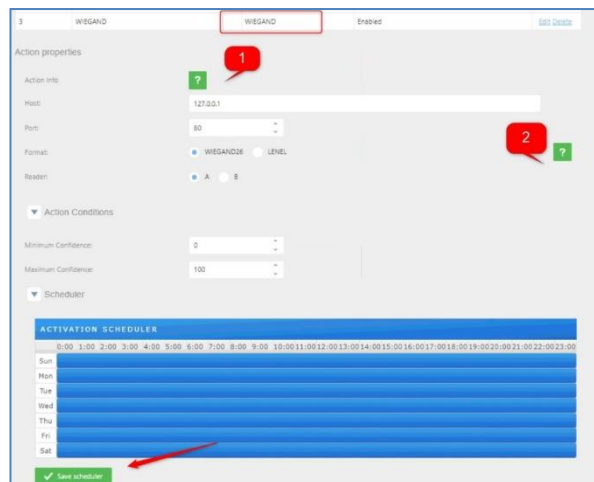 3 WIEGAND WIEGAND Enabled Edit Delete
Action properties
1
Action Info ?
Host: 127.0.0.1
Port: 60
2
Format: WIEGAND26 LENEL ?
Reader: A B
Action Conditions
Minimum Confidence: 0
Maximum Confidence: 100
Scheduler
ACTIVATION SCHEDULER
0:00 1:00 2:00 3:00 4:00 5:00 6:00 7:00 8:00 9:00 10:00 11:00 12:00 13:00 14:00 15:00 16:00 17:00 18:00 19:00 20:00 21:00 22:00 23:00
Sun
Mon
Tue
Wed
Thu
Fri
Sat
Save scheduler